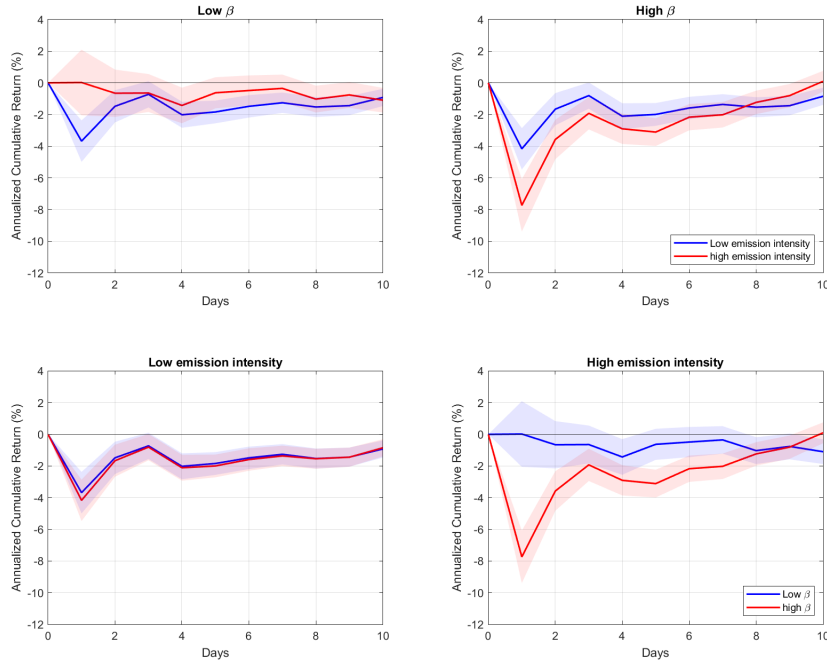 Low β
Annualized Cumulative Return (%)
4
2
0
-2
-4
-6
-8
-10
-12
0 2 4 6 8 10
Days
High β
Annualized Cumulative Return (%)
4
2
0
-2
-4
-6
-8
-10
-12
Low emission intensity
high emission intensity
0 2 4 6 8 10
Days
Low emission intensity
Annualized Cumulative Return (%)
4
2
0
-2
-4
-6
-8
-10
-12
0 2 4 6 8 10
Days
High emission intensity
Annualized Cumulative Return (%)
4
2
0
-2
-4
-6
-8
-10
-12
Low β
high β
0 2 4 6 8 10
Days